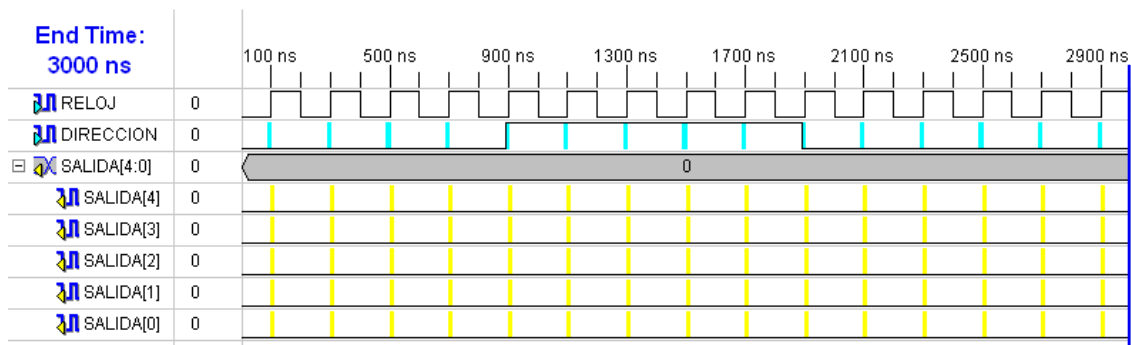 End Time:
3000 ns
100 ns 500 ns 900 ns 1300 ns 1700 ns 2100 ns 2500 ns 2900 ns
RELOJ 0
DIRECCION 0
SALIDA[4:0] 0 0
SALIDA[4] 0
SALIDA[3] 0
SALIDA[2] 0
SALIDA[1] 0
SALIDA[0] 0